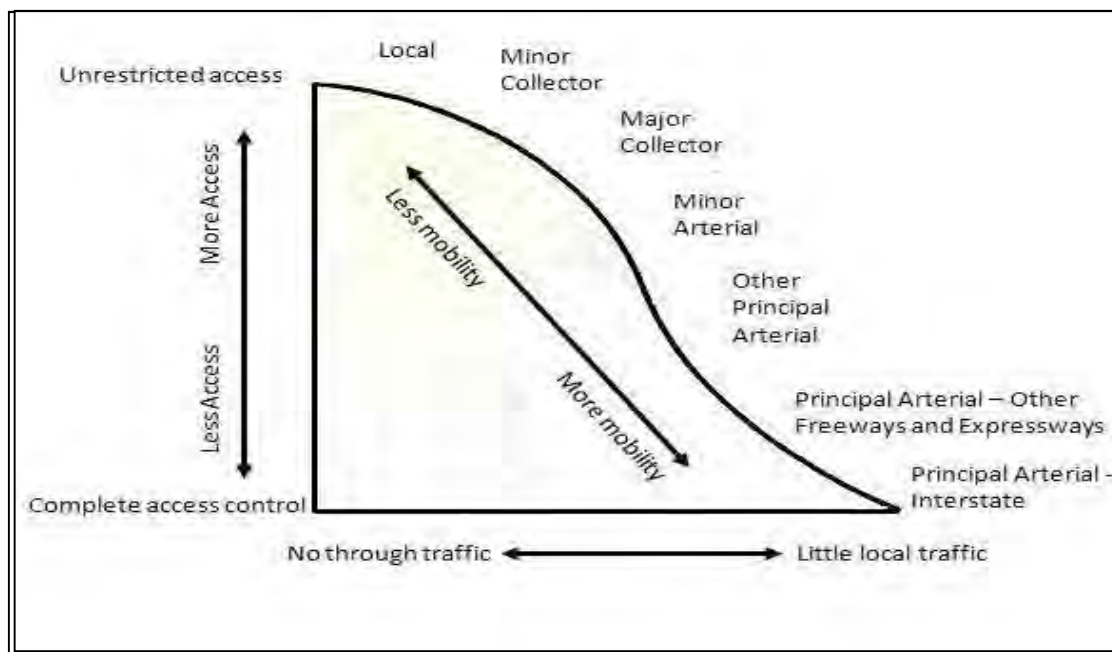 Local
Minor
Collector
Unrestricted access
Major
Collector
More Access
Less mobility
Minor
Arterial
Other
Principal
Arterial
Less Access
More mobility
Principal Arterial – Other
Freeways and Expressways
Principal Arterial -
Interstate
Complete access control
No through traffic
Little local traffic